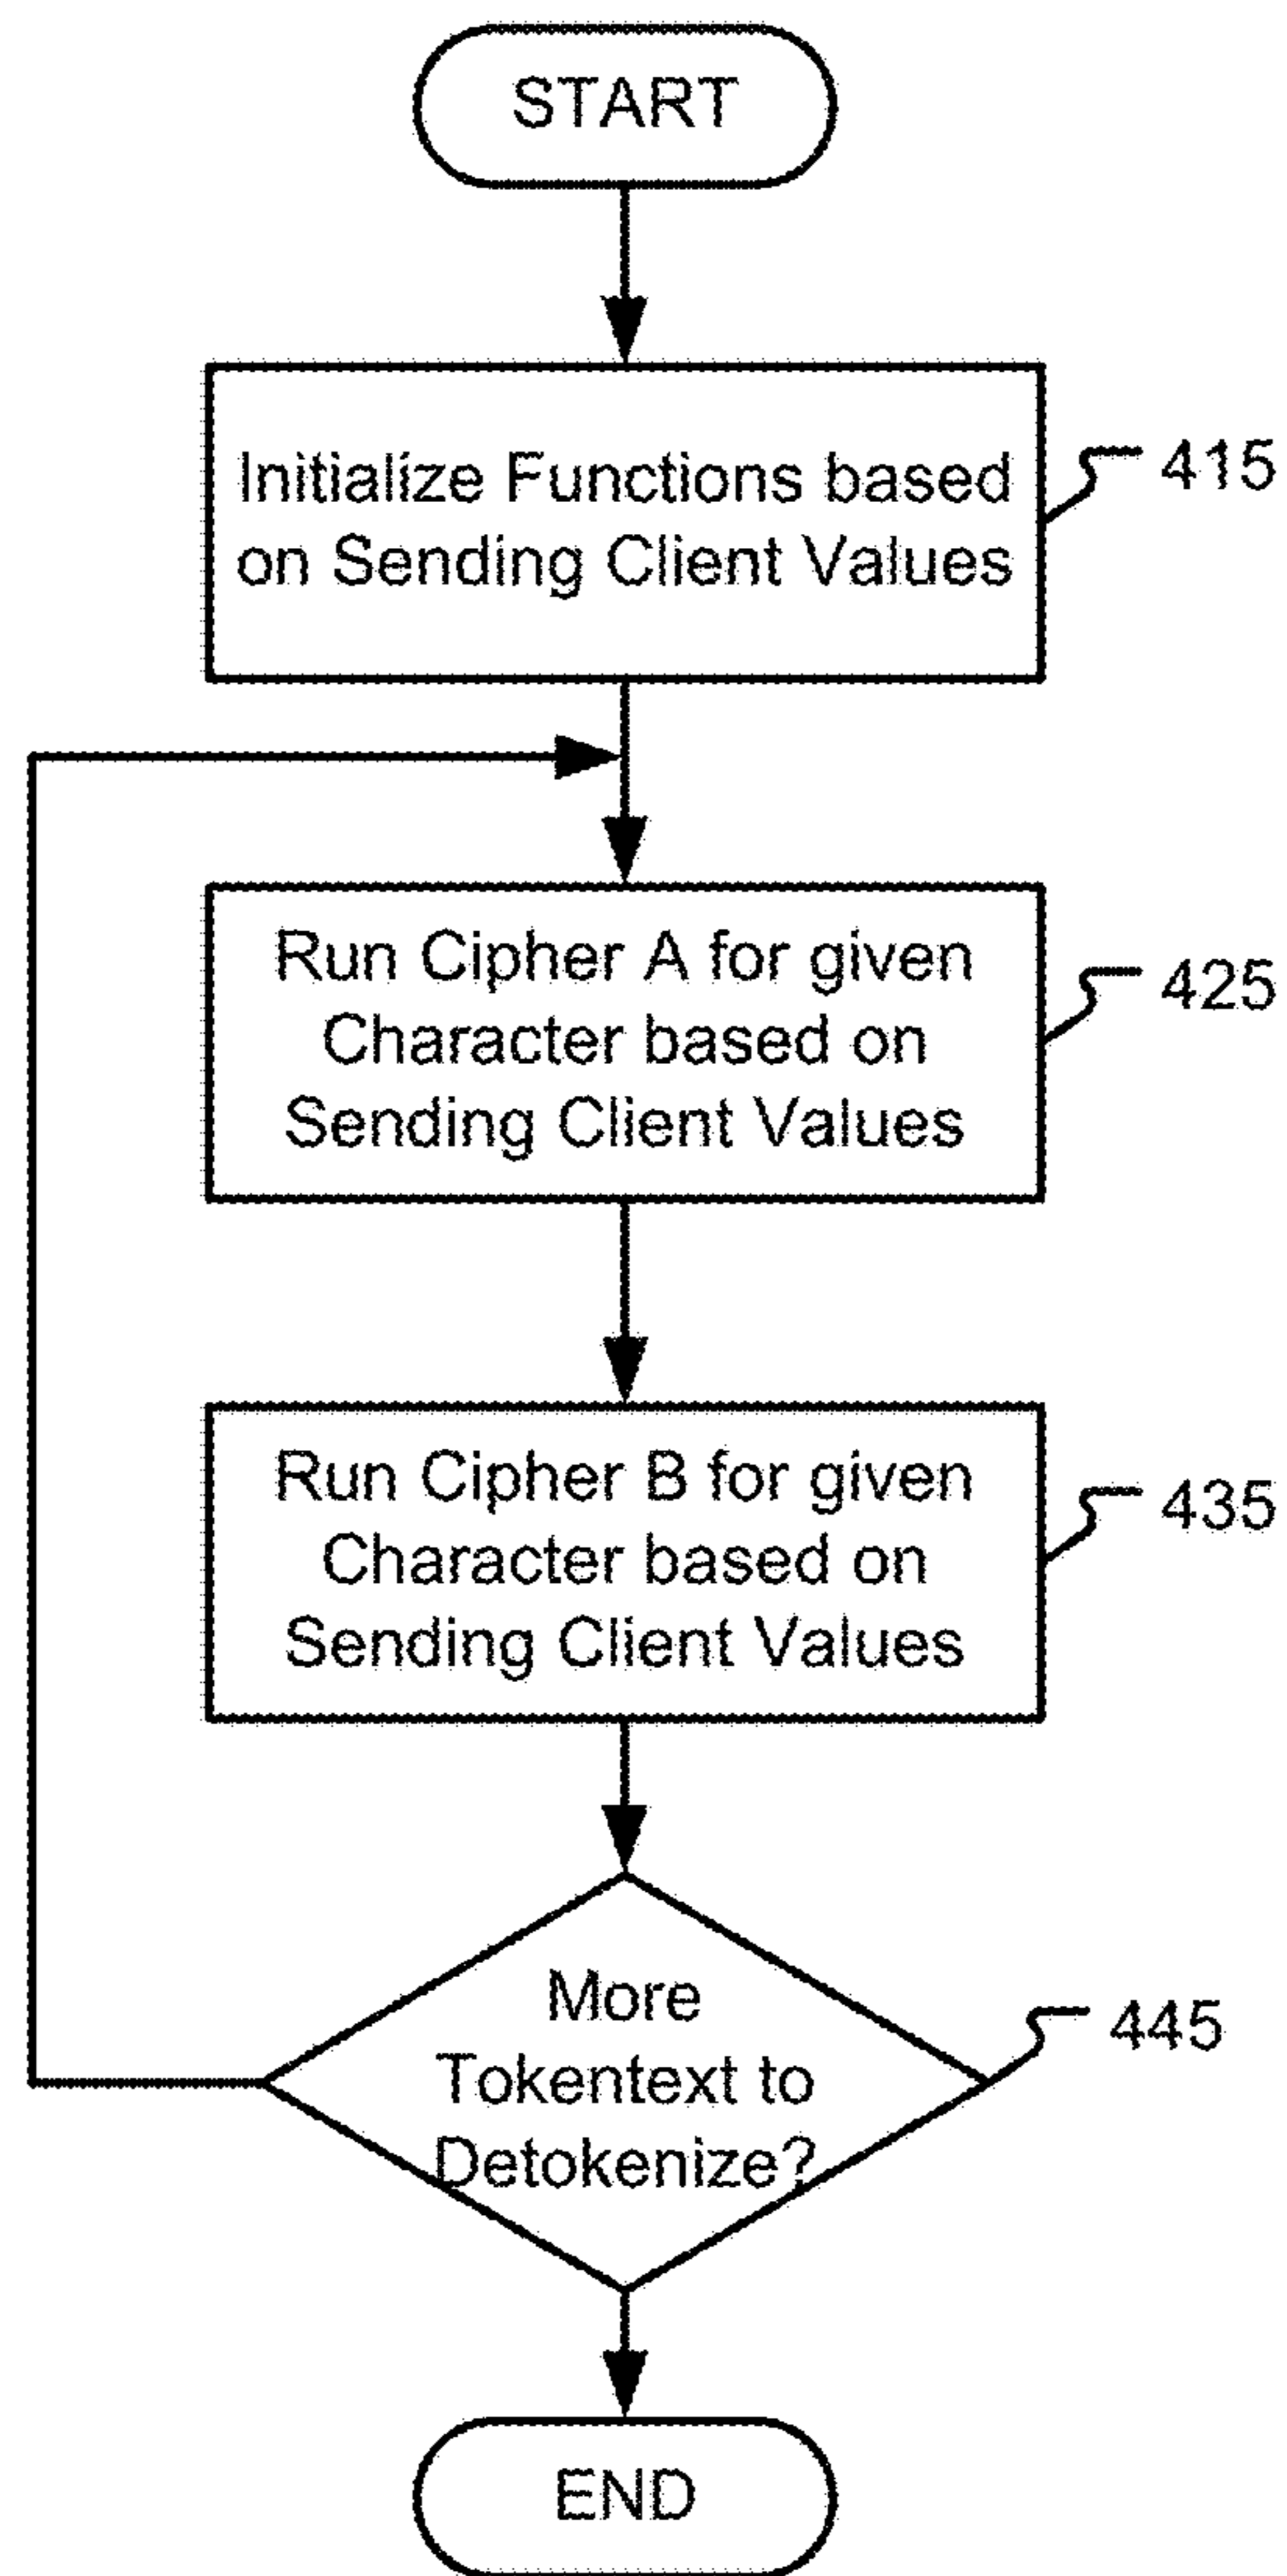 START
Initialize Functions based
on Sending Client Values
415
Run Cipher A for given
Character based on
Sending Client Values
425
Run Cipher B for given
Character based on
Sending Client Values
435
More
Tokentext to
Detokenize?
445
END